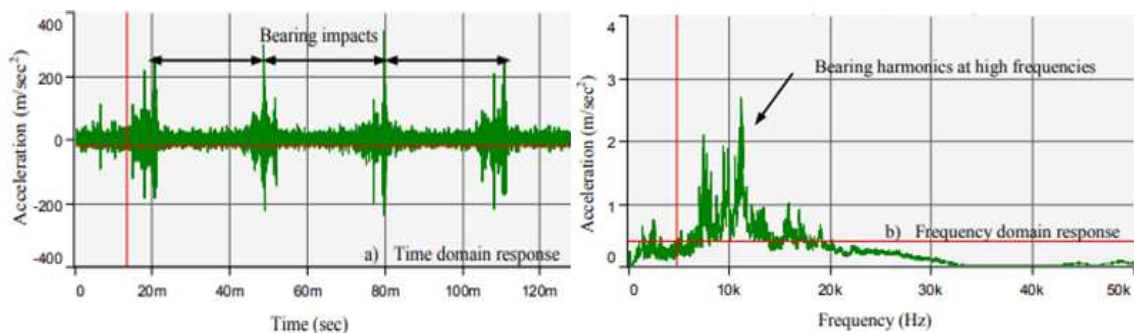 400
200
0
-200
-400
Acceleration (m/sec²)
Bearing impacts
a) Time domain response
0 20m 40m 60m 80m 100m 120m
Time (sec)
4
3
2
1
0
Acceleration (m/sec²)
Bearing harmonics at high frequencies
b) Frequency domain response
0 10k 20k 30k 40k 50k
Frequency (Hz)